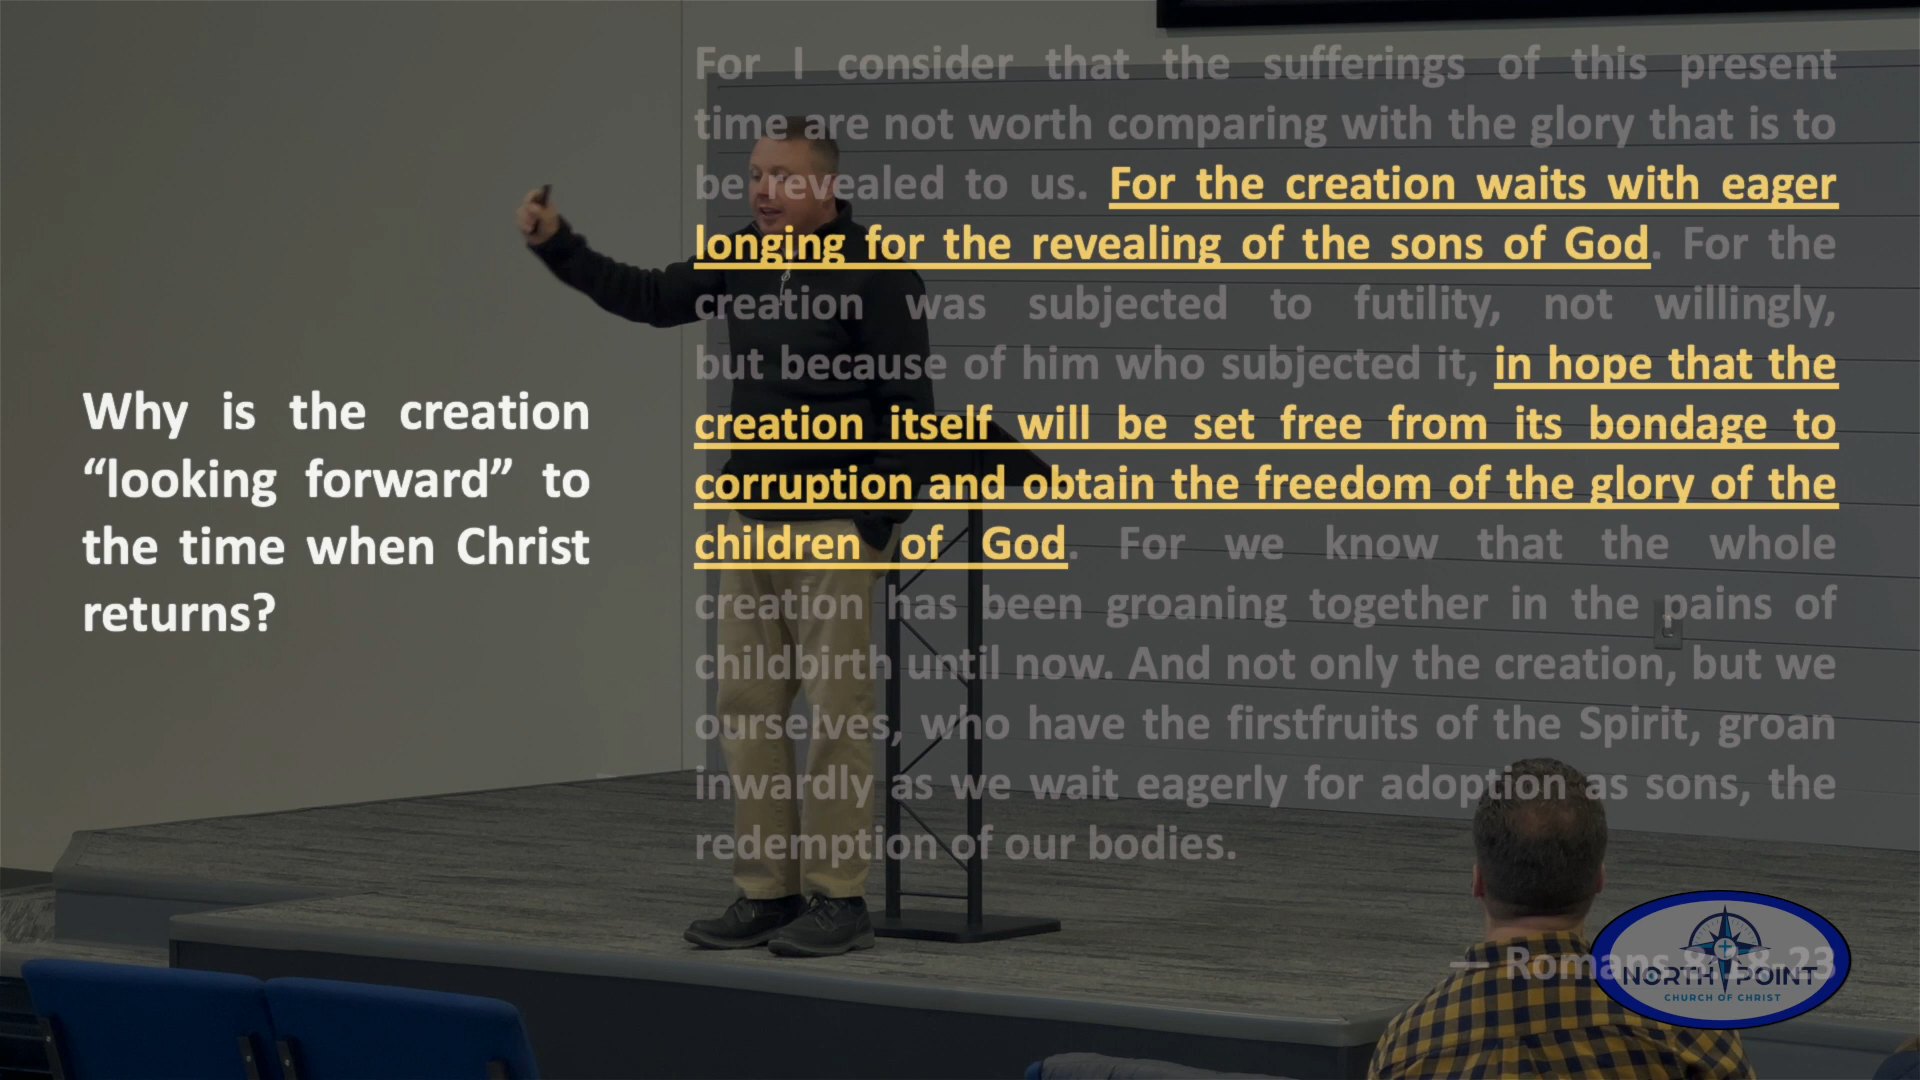 Why is the creation
“looking forward” to
the time when Christ
returns?
For I consider that the sufferings of this present
time are not worth comparing with the glory that is to
be revealed to us. For the creation waits with eager
longing for the revealing of the sons of God. For the
creation was subjected to futility, not willingly,
but because of him who subjected it, in hope that the
creation itself will be set free from its bondage to
corruption and obtain the freedom of the glory of the
children of God. For we know that the whole
creation has been groaning together in the pains of
childbirth until now. And not only the creation, but we
ourselves, who have the firstfruits of the Spirit, groan
inwardly as we wait eagerly for adoption as sons, the
redemption of our bodies.
— Romans 8:18-23
NORTH POINT
CHURCH OF CHRIST